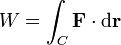 W = ∫_C F · dr